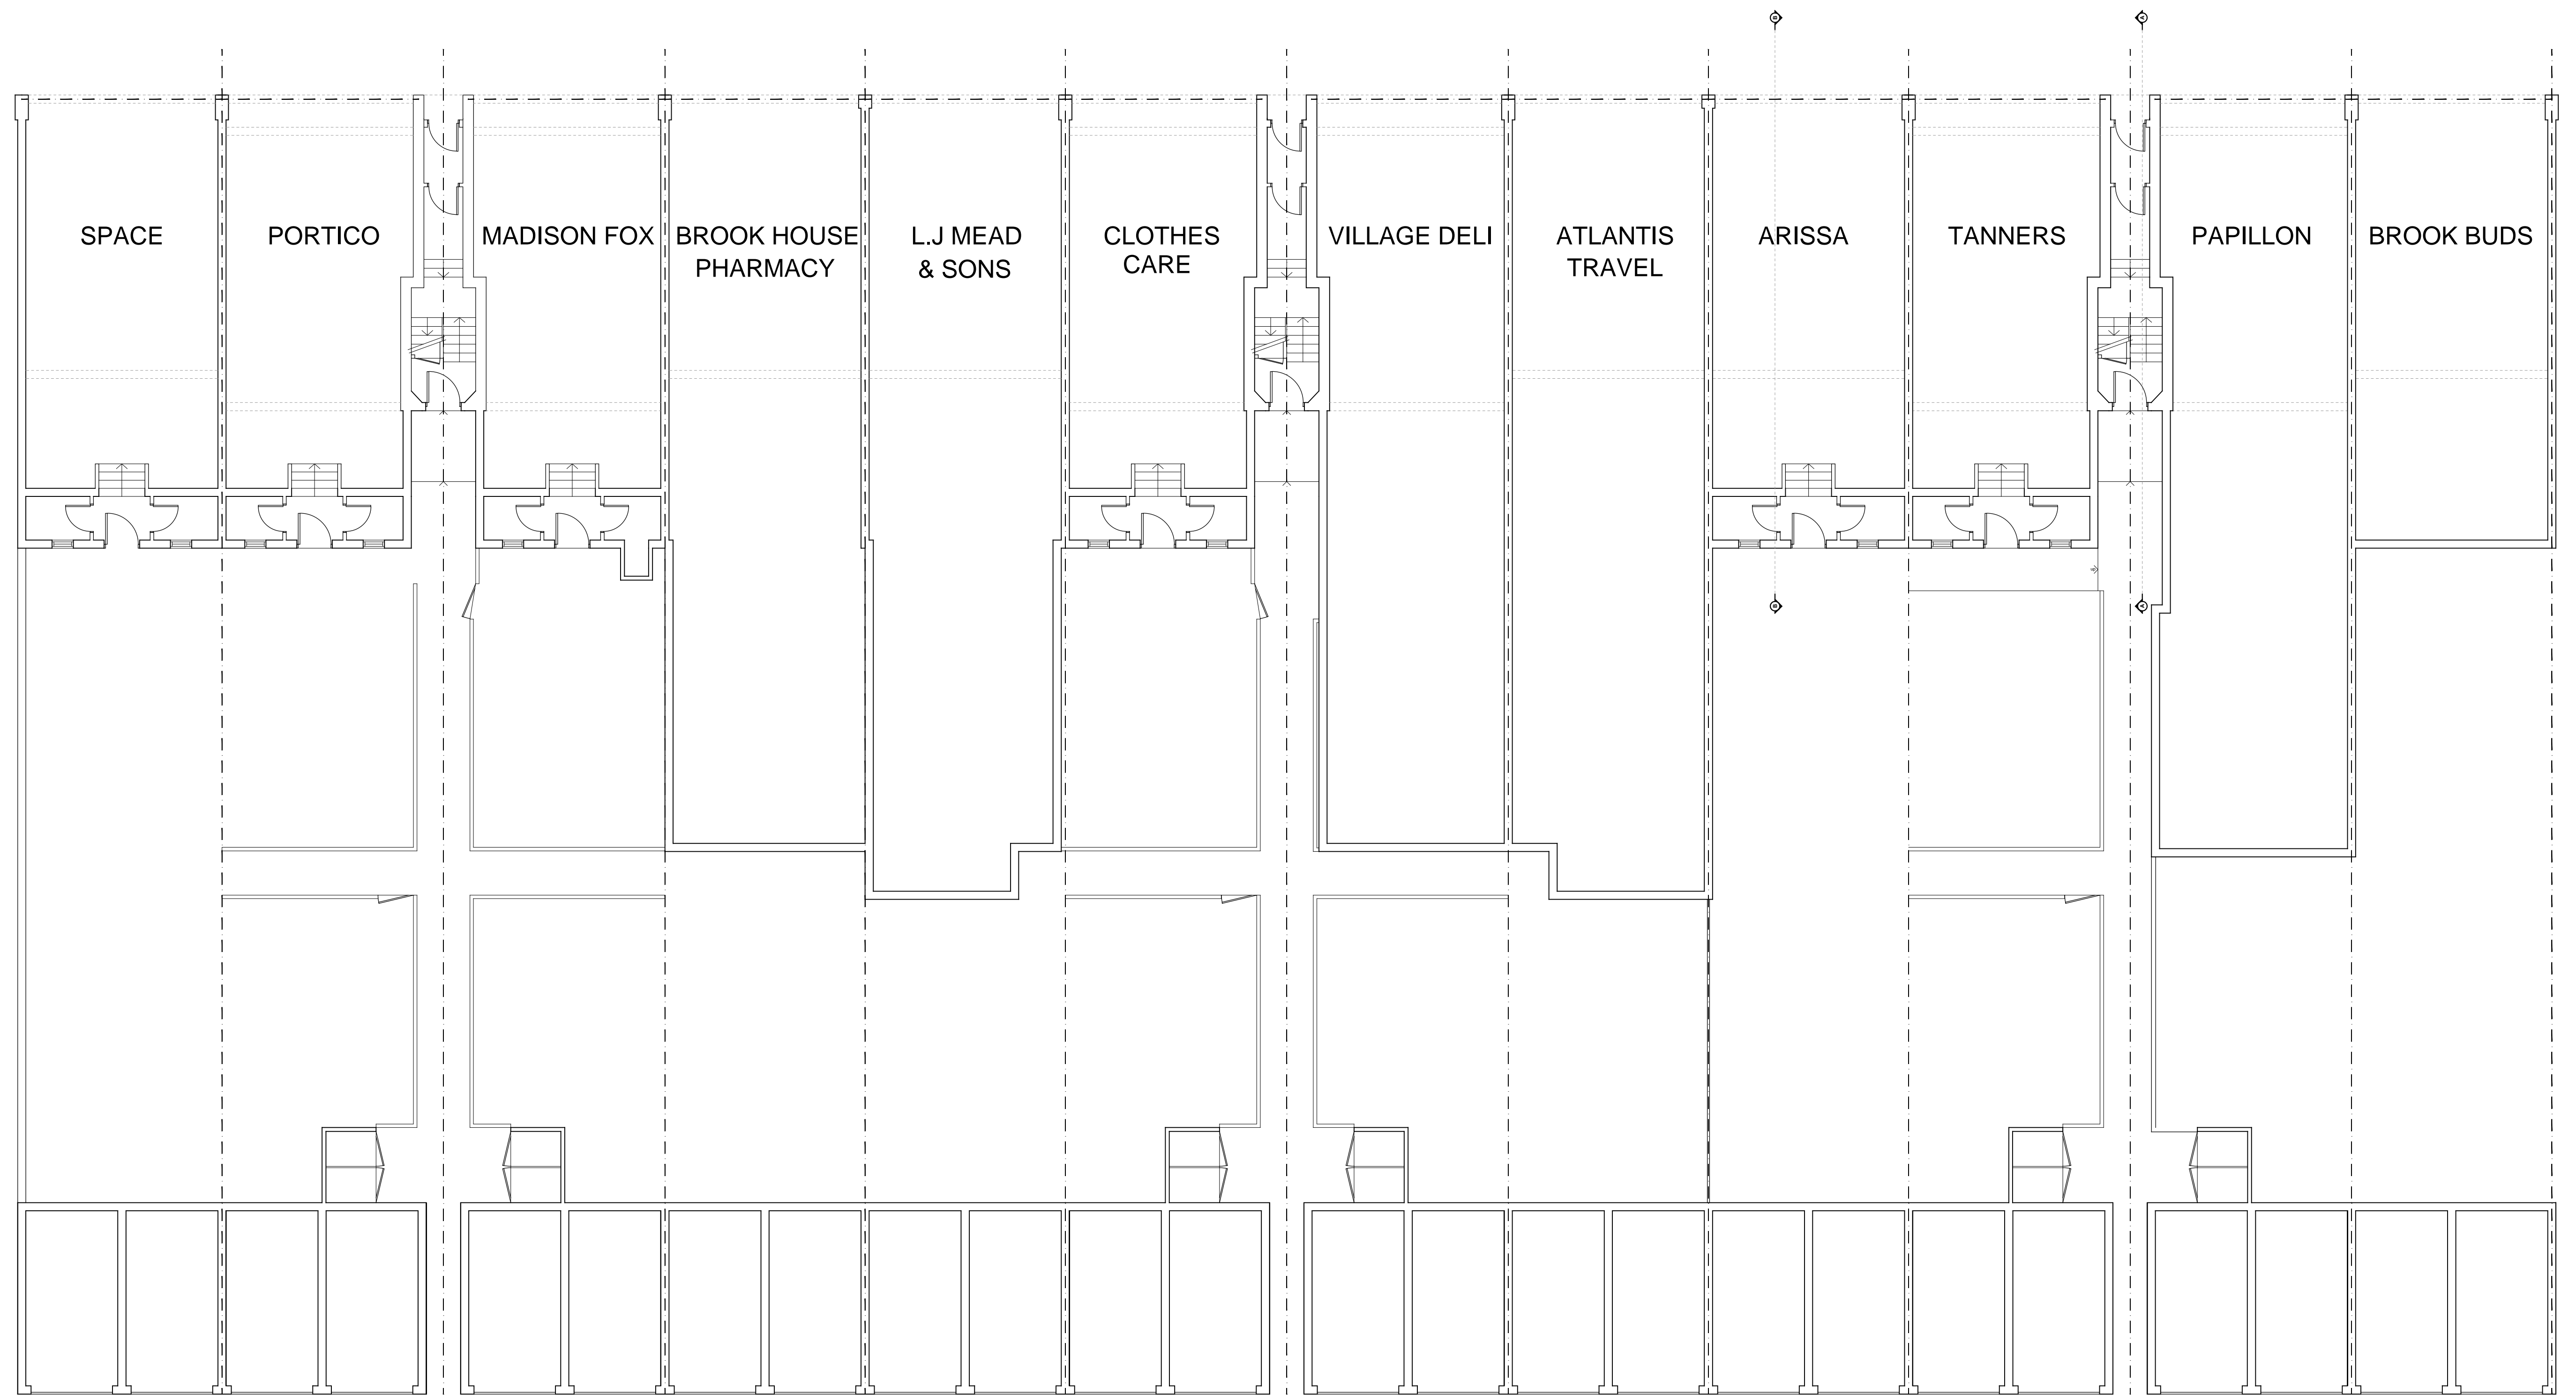 B
A
SPACE
PORTICO
MADISON FOX
BROOK HOUSE
PHARMACY
L.J MEAD
& SONS
CLOTHES
CARE
VILLAGE DELI
ATLANTIS
TRAVEL
ARISSA
TANNERS
PAPILLON
BROOK BUDS
B
A